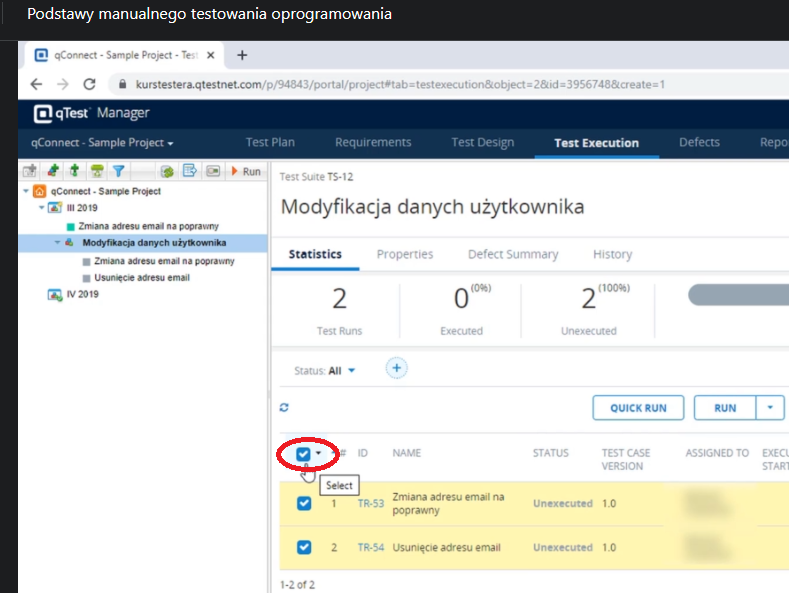 Podstawy manualnego testowania oprogramowania
qConnect - Sample Project - Tes
kurstestera.qtestnet.com/p/94843/portal/project#tab=testexecution&object=2&id=3956748&create=1
qTest Manager
qConnect - Sample Project
Test Plan
Requirements
Test Design
Test Execution
Defects
Repo
Run
qConnect - Sample Project
III 2019
Zmiana adresu email na poprawny
Modyfikacja danych użytkownika
Zmiana adresu email na poprawny
Usunięcie adresu email
IV 2019
Test Suite TS-12
Modyfikacja danych użytkownika
Statistics
Properties
Defect Summary
History
2
0 (0%)
2 (100%)
Test Runs
Executed
Unexecuted
Status: All
QUICK RUN
RUN
# ID NAME STATUS TEST CASE ASSIGNED TO EXECU
VERSION START
Select
1 TR-53 Zmiana adresu email na Unexecuted 1.0
poprawny
2 TR-54 Usunięcie adresu email Unexecuted 1.0
1-2 of 2